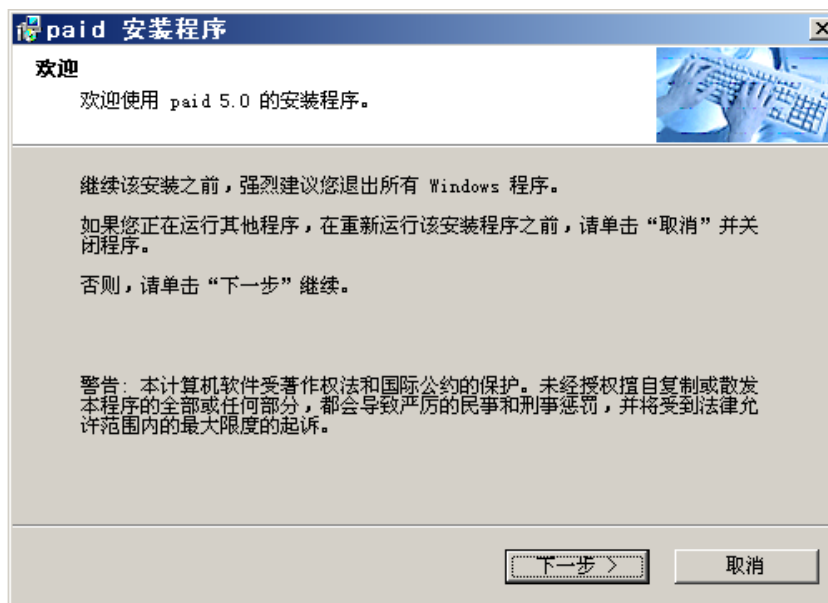 paid 安装程序
欢迎
欢迎使用 paid 5.0 的安装程序。
继续该安装之前，强烈建议您退出所有 Windows 程序。
如果您正在运行其他程序，在重新运行该安装程序之前，请单击“取消”并关
闭程序。
否则，请单击“下一步”继续。
警告: 本计算机软件受著作权法和国际公约的保护。未经授权擅自复制或散发
本程序的全部或任何部分，都会导致严厉的民事和刑事惩罚，并将受到法律允
许范围内的最大限度的起诉。
下一步 > 取消